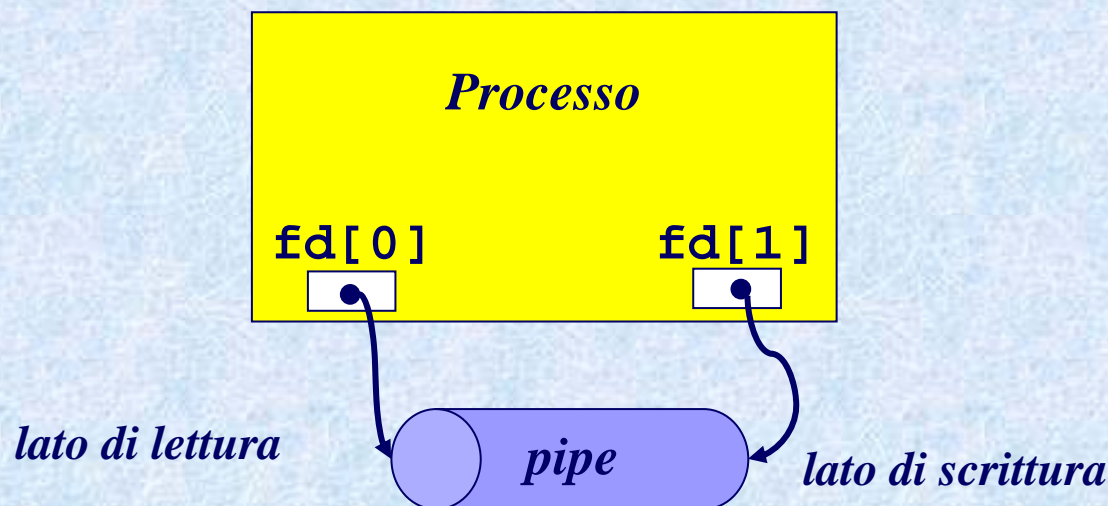 Processo
fd[0]
fd[1]
lato di lettura
pipe
lato di scrittura